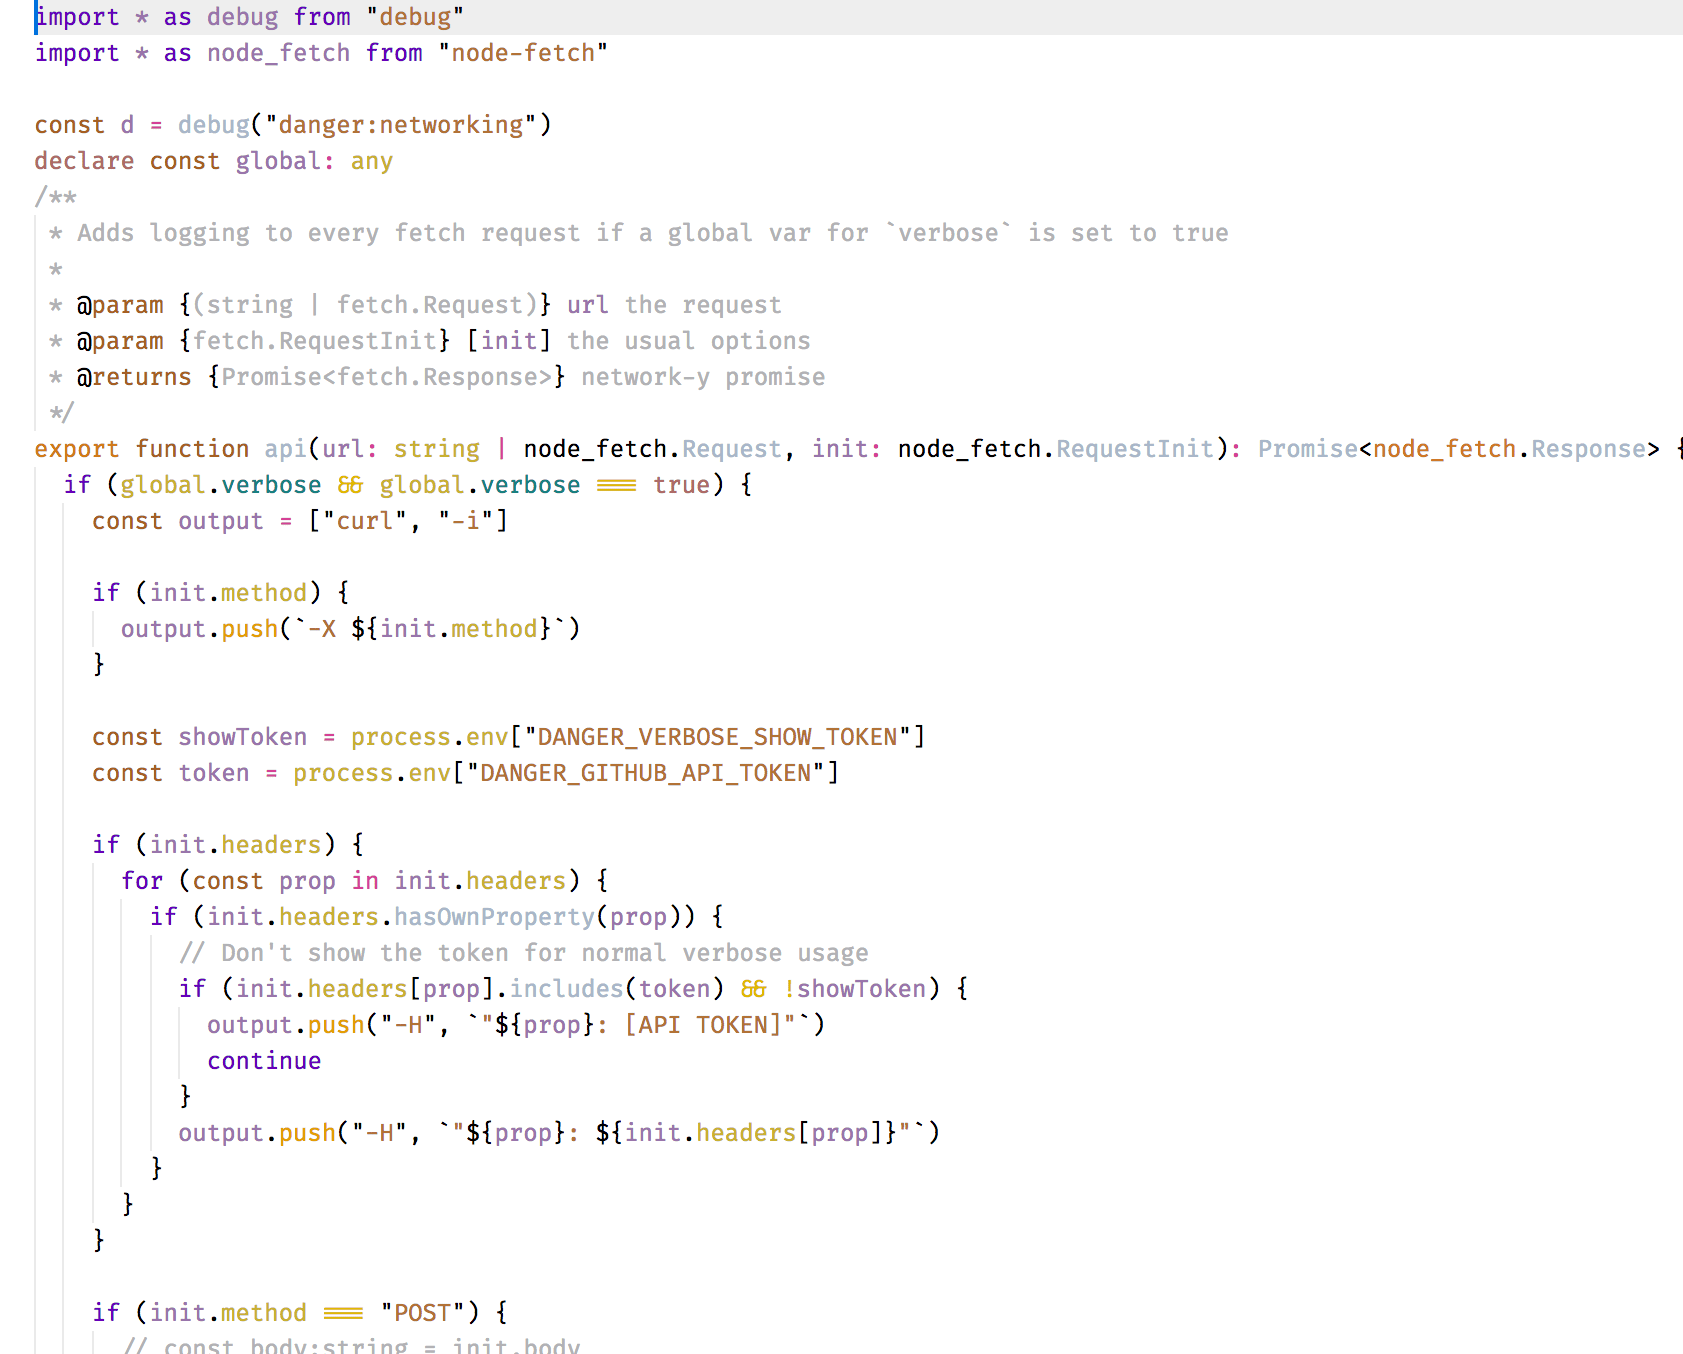 import * as debug from "debug"
import * as node_fetch from "node-fetch"
const d = debug("danger:networking")
declare const global: any
/**
* Adds logging to every fetch request if a global var for `verbose` is set to true
*
* @param {(string | fetch.Request)} url the request
* @param {fetch.RequestInit} [init] the usual options
* @returns {Promise<fetch.Response>} network-y promise
*/
export function api(url: string | node_fetch.Request, init: node_fetch.RequestInit): Promise<node_fetch.Response> {
if (global.verbose && global.verbose === true) {
const output = ["curl", "-i"]
if (init.method) {
output.push(`-X ${init.method}`)
}
const showToken = process.env["DANGER_VERBOSE_SHOW_TOKEN"]
const token = process.env["DANGER_GITHUB_API_TOKEN"]
if (init.headers) {
for (const prop in init.headers) {
if (init.headers.hasOwnProperty(prop)) {
// Don't show the token for normal verbose usage
if (init.headers[prop].includes(token) && !showToken) {
output.push("-H", `"${prop}: [API TOKEN]"`)
continue
}
output.push("-H", `"${prop}: ${init.headers[prop]}"`)
}
}
}
if (init.method === "POST") {
// const body:string = init.body